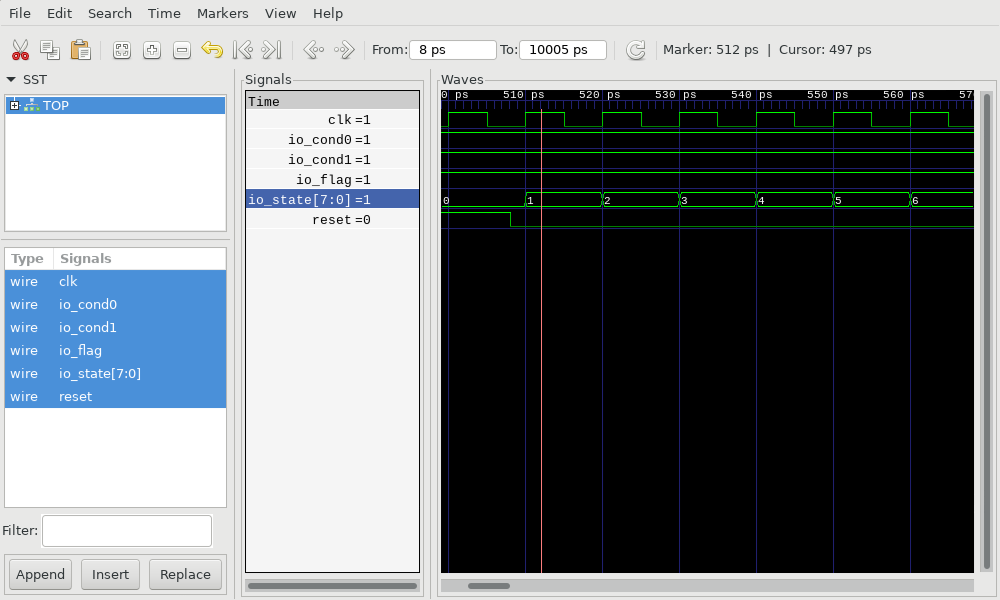 File Edit Search Time Markers View Help
From: 8 ps To: 10005 ps Marker: 512 ps | Cursor: 497 ps
SST
TOP
Type Signals
wire clk
wire io_cond0
wire io_cond1
wire io_flag
wire io_state[7:0]
wire reset
Filter:
Append Insert Replace
Signals
Time
clk =1
io_cond0 =1
io_cond1 =1
io_flag =1
io_state[7:0] =1
reset =0
Waves
0 ps 510 ps 520 ps 530 ps 540 ps 550 ps 560 ps 57
0 1 2 3 4 5 6